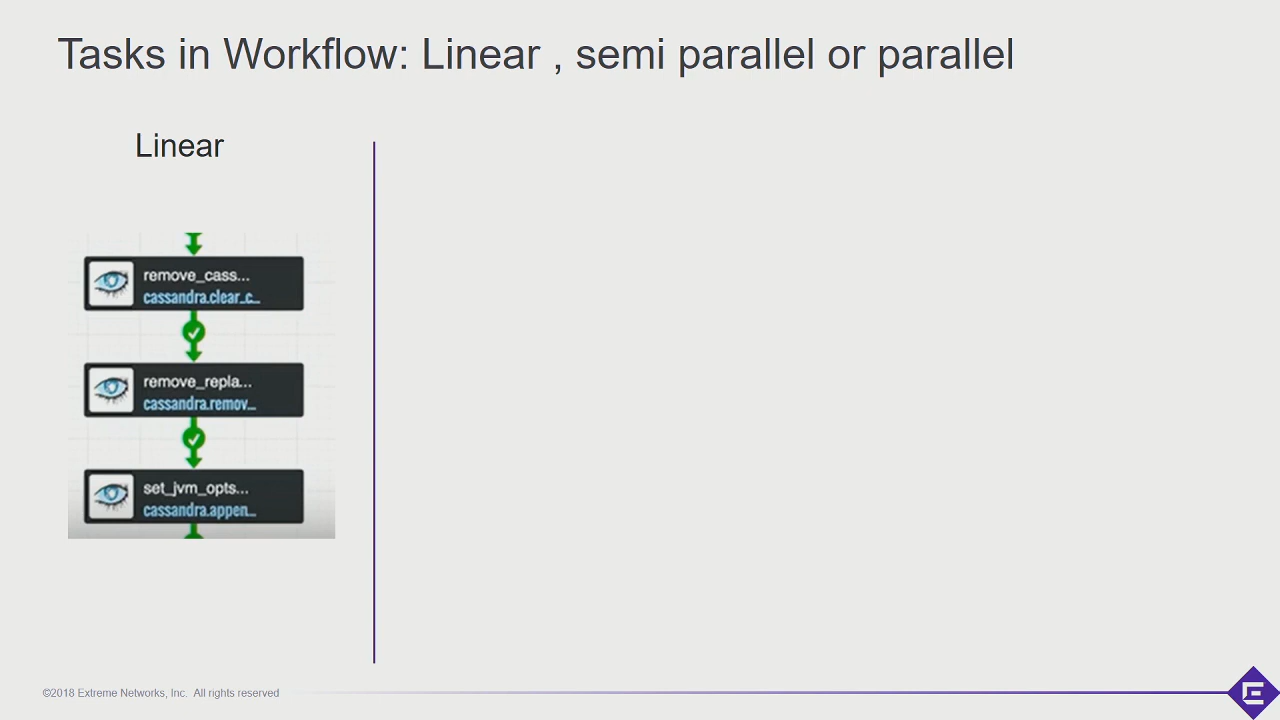 Tasks in Workflow: Linear , semi parallel or parallel
Linear
remove_cass...
cassandra.clear_c...
remove_repla...
cassandra.remov...
set_jvm_opts...
cassandra.appen...
©2018 Extreme Networks, Inc. All rights reserved